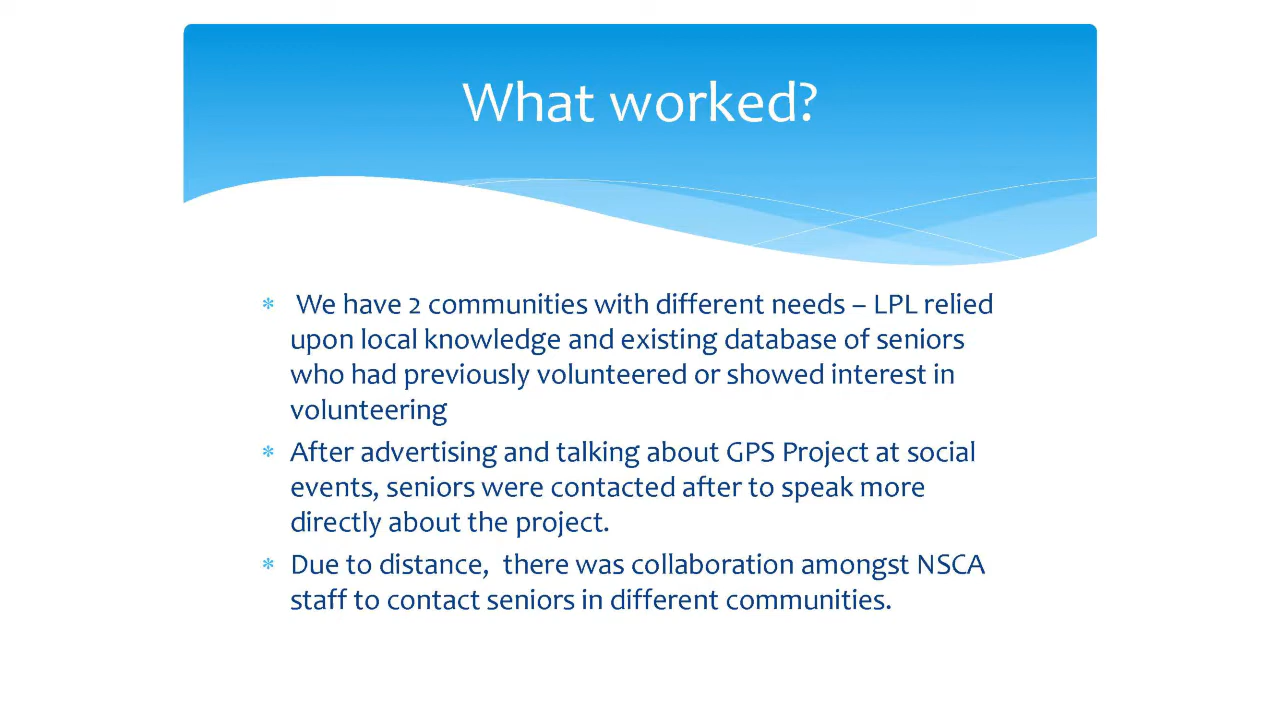 What worked?
* We have 2 communities with different needs – LPL relied
upon local knowledge and existing database of seniors
who had previously volunteered or showed interest in
volunteering
* After advertising and talking about GPS Project at social
events, seniors were contacted after to speak more
directly about the project.
* Due to distance,  there was collaboration amongst NSCA
staff to contact seniors in different communities.